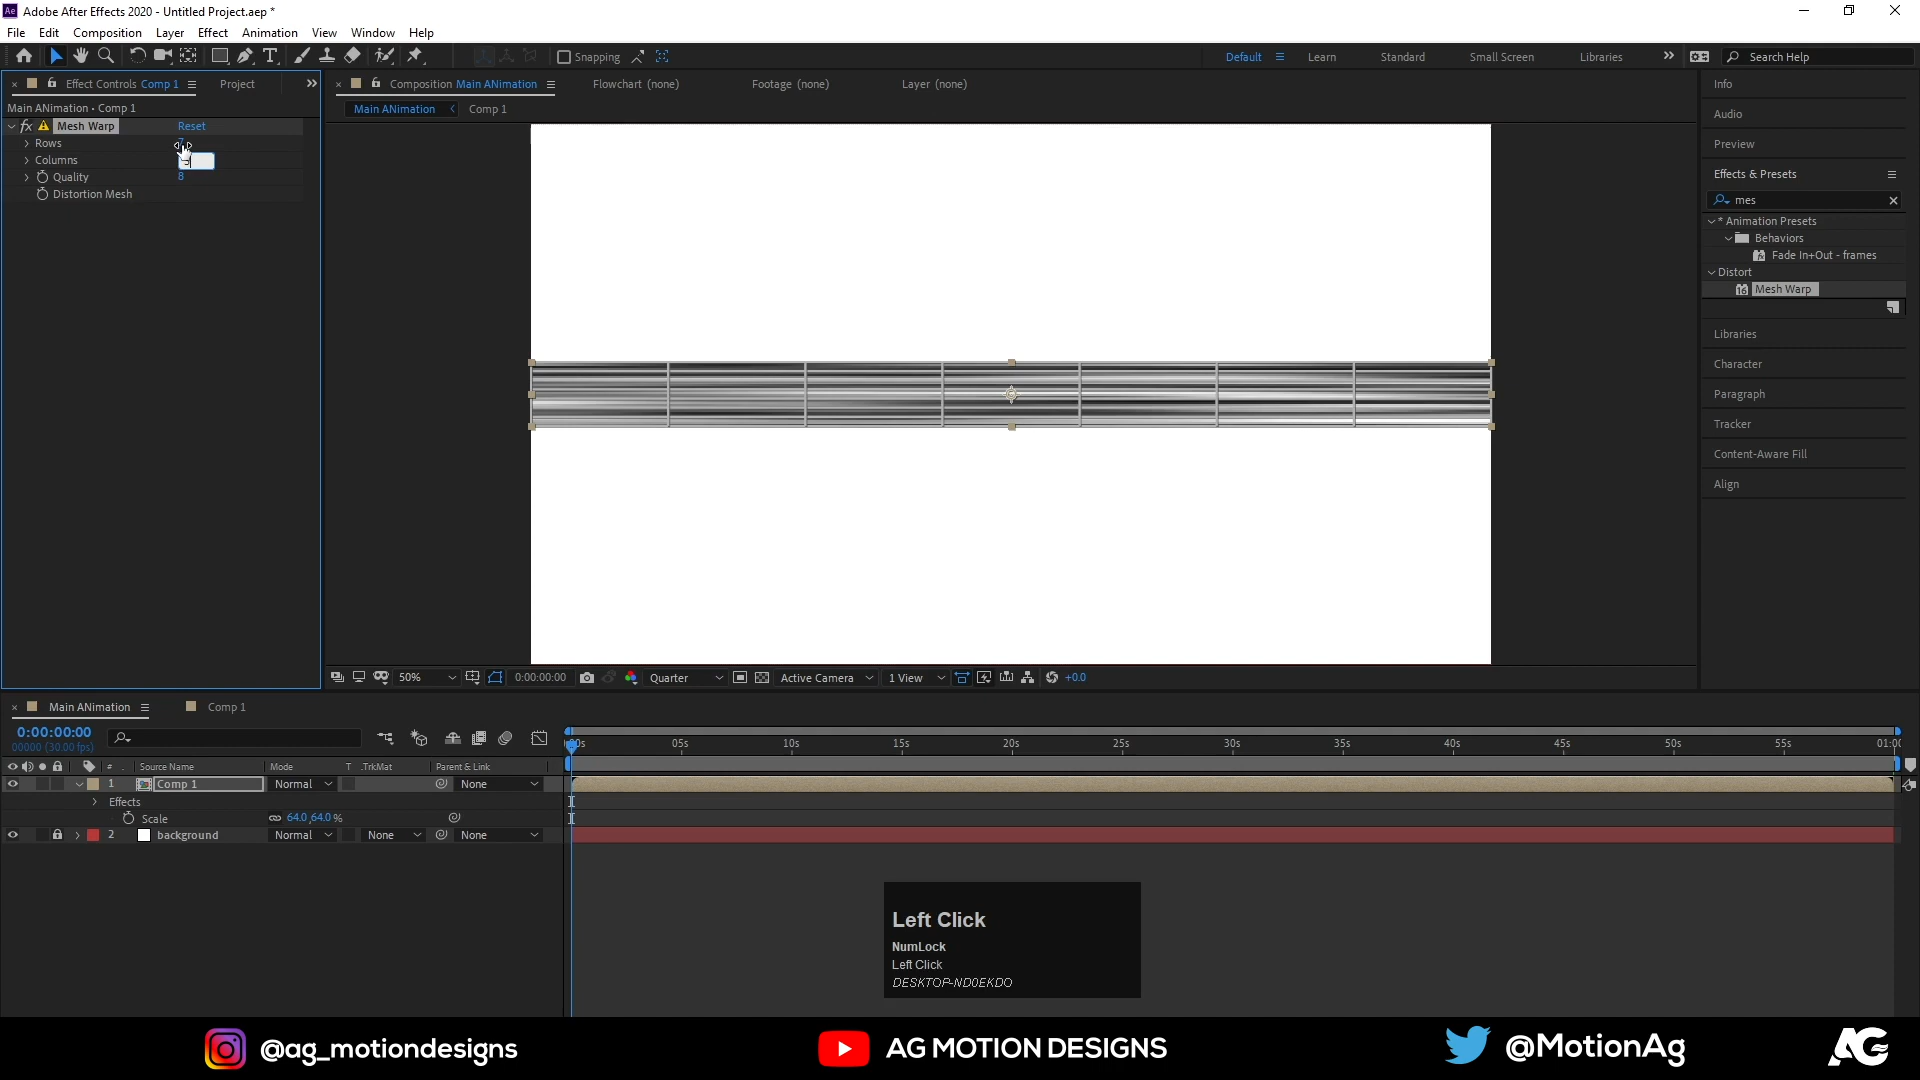 Ae Adobe After Effects 2020 - Untitled Project.aep *
File Edit Composition Layer Effect Animation View Window Help
Snapping Default Learn Standard Small Screen Libraries Search Help
Effect Controls Comp 1 Project Composition Main ANimation Flowchart (none) Footage (none) Layer (none)
Main ANimation • Comp 1
Main ANimation Comp 1
fx Mesh Warp Reset
Rows 7
Columns
Quality 8
Distortion Mesh
Info
Audio
Preview
Effects & Presets
mes
* Animation Presets
Behaviors
Fade In+Out - frames
Distort
Mesh Warp
Libraries
Character
Paragraph
Tracker
Content-Aware Fill
Align
50% 0:00:00:00 Quarter Active Camera 1 View +0.0
Main ANimation Comp 1
0:00:00:00
00000 (30.00 fps)
05s 10s 15s 20s 25s 30s 35s 40s 45s 50s 55s
# Source Name Mode T .TrkMat Parent & Link
1 Comp 1 Normal None
Effects
Scale 64.0,64.0%
2 background Normal None None
Left Click
NumLock
Left Click
DESKTOP-ND0EKDO
@ag_motiondesigns AG MOTION DESIGNS @MotionAg AG